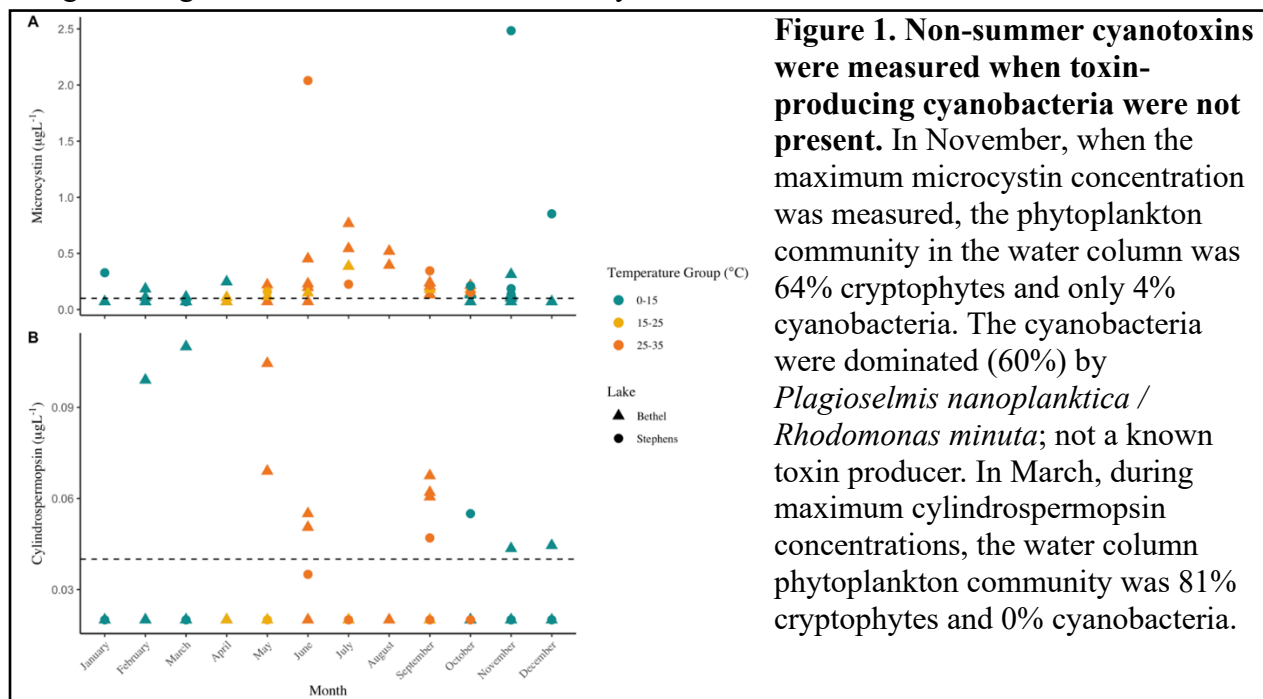 A
2.5
2.0
1.5
1.0
0.5
0.0
Microcystin (µgL⁻¹)
B
0.09
0.06
0.03
Cylindrospermopsin (µgL⁻¹)
January
February
March
April
May
June
July
August
September
October
November
December
Month
Temperature Group (°C)
0-15
15-25
25-35
Lake
Bethel
Stephens
Figure 1. Non-summer cyanotoxins
were measured when toxin-
producing cyanobacteria were not
present. In November, when the
maximum microcystin concentration
was measured, the phytoplankton
community in the water column was
64% cryptophytes and only 4%
cyanobacteria. The cyanobacteria
were dominated (60%) by
Plagioselmis nanoplanktica /
Rhodomonas minuta; not a known
toxin producer. In March, during
maximum cylindrospermopsin
concentrations, the water column
phytoplankton community was 81%
cryptophytes and 0% cyanobacteria.